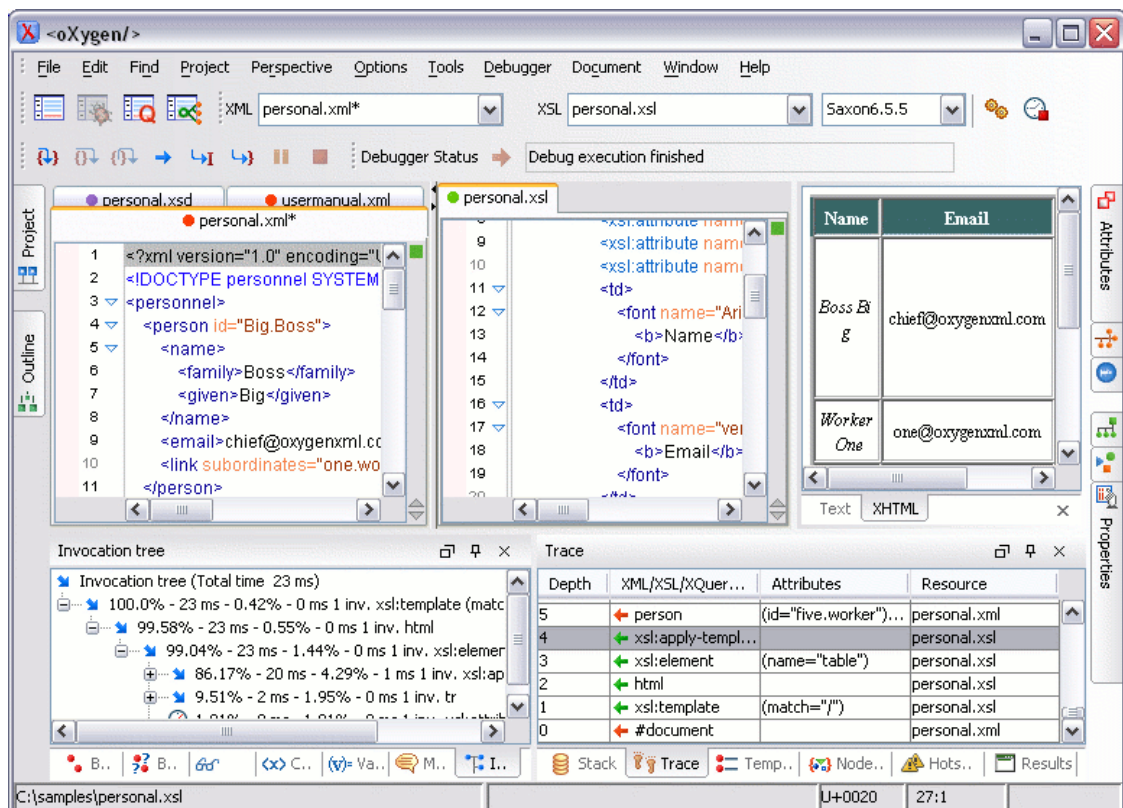 <oXygen/>
File Edit Find Project Perspective Options Tools Debugger Document Window Help
XML personal.xml* XSL personal.xsl Saxon6.5.5
Debugger Status Debug execution finished
Project
Outline
personal.xsd usermanual.xml
personal.xml*
1 <?xml version="1.0" encoding="U
2 <!DOCTYPE personnel SYSTEM
3 <personnel>
4 <person id="Big.Boss">
5 <name>
6 <family>Boss</family>
7 <given>Big</given>
8 </name>
9 <email>chief@oxygenxml.cc
10 <link subordinates="one.wo
11 </person>
personal.xsl
8 <xsl:attribute name
9 <xsl:attribute name
10 <xsl:attribute name
11 <td>
12 <font name="Ari
13 <b>Name</b>
14 </font>
15 </td>
16 <td>
17 <font name="ver
18 <b>Email</b>
19 </font>
20 </td>
Name Email
Boss Bi
g
chief@oxygenxml.com
Worker
One
one@oxygenxml.com
Text XHTML
Attributes
Properties
Invocation tree
Invocation tree (Total time 23 ms)
100.0% - 23 ms - 0.42% - 0 ms 1 inv. xsl:template (matc
99.58% - 23 ms - 0.55% - 0 ms 1 inv. html
99.04% - 23 ms - 1.44% - 0 ms 1 inv. xsl:elemer
86.17% - 20 ms - 4.29% - 1 ms 1 inv. xsl:ap
9.51% - 2 ms - 1.95% - 0 ms 1 inv. tr
B.. B.. C.. Va.. M.. I..
Trace
Depth XML/XSL/XQuer... Attributes Resource
5 person (id="five.worker")... personal.xml
4 xsl:apply-templ... personal.xsl
3 xsl:element (name="table") personal.xsl
2 html personal.xsl
1 xsl:template (match="/") personal.xsl
0 #document personal.xml
Stack Trace Temp.. Node.. Hots.. Results
C:\samples\personal.xsl U+0020 27:1